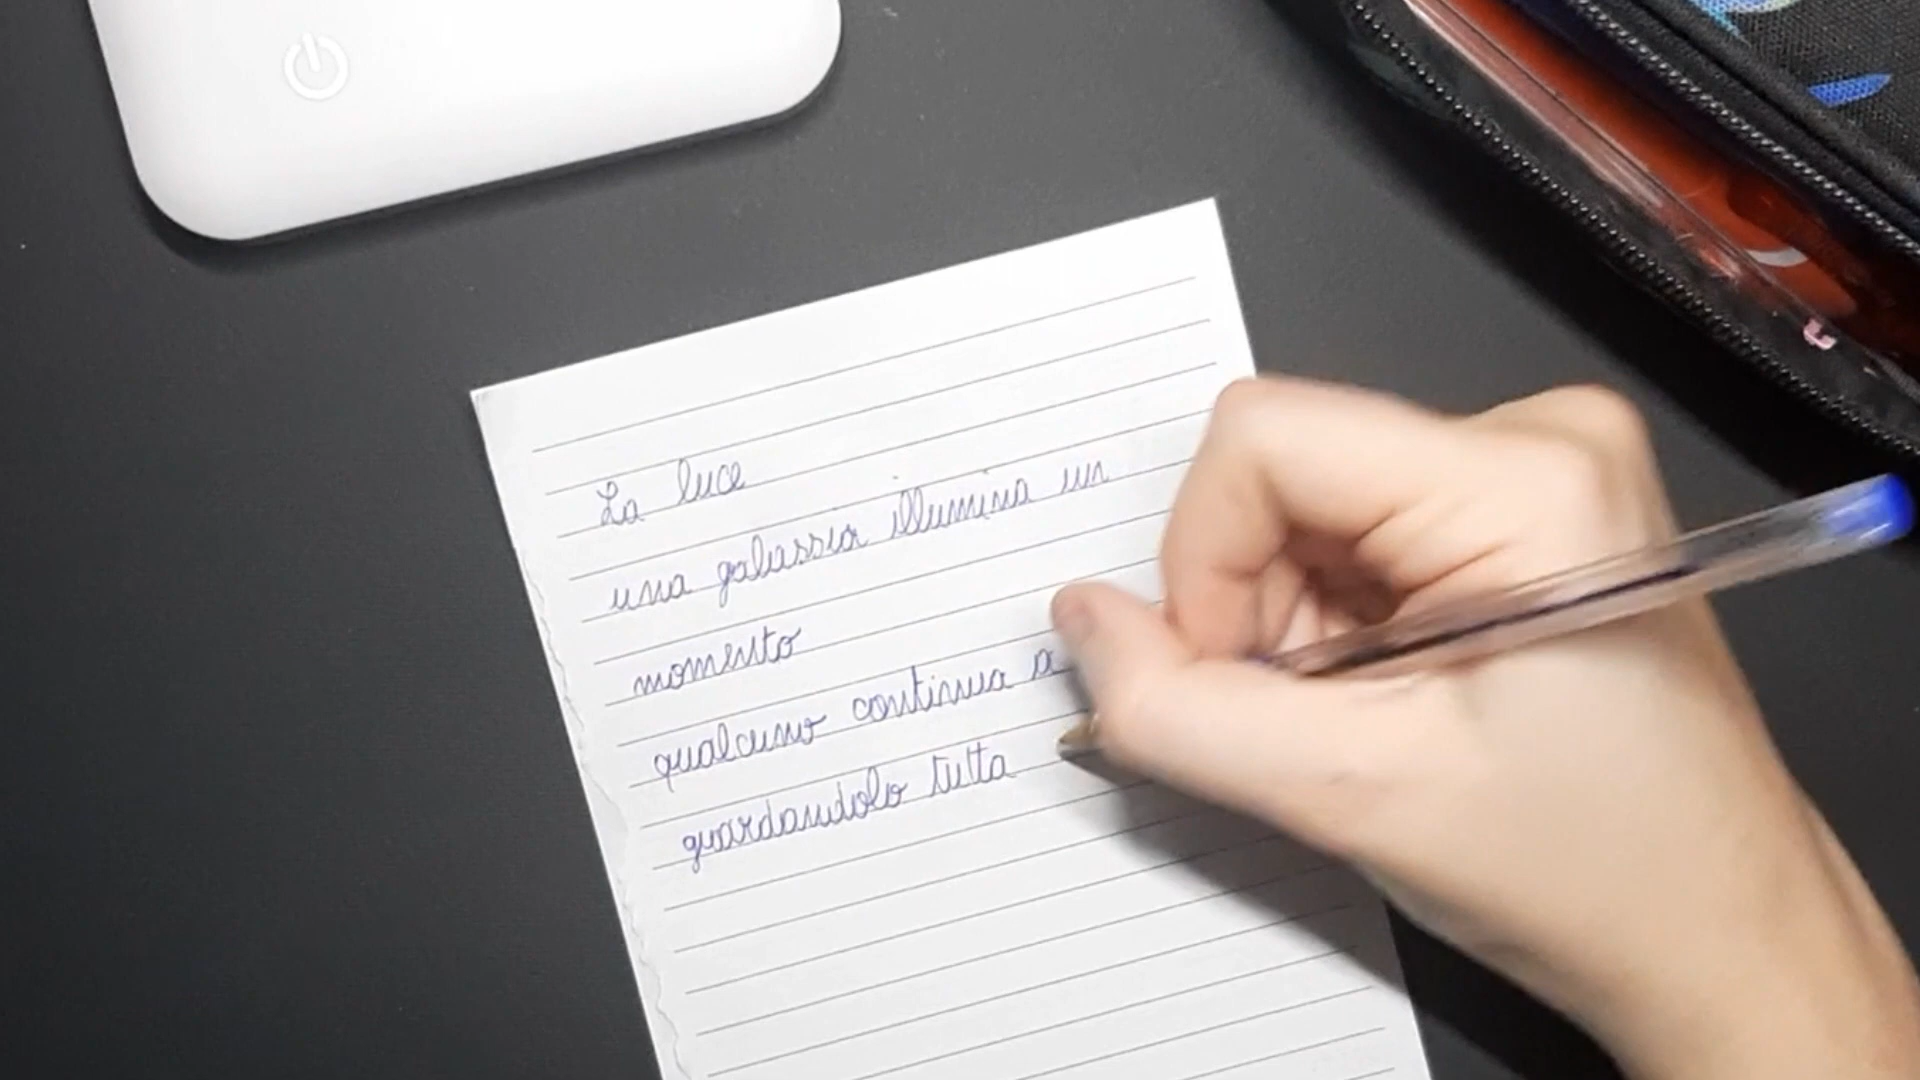 La luce
una galassia illumina un
momento
qualcuno continua a
guardandolo tutta